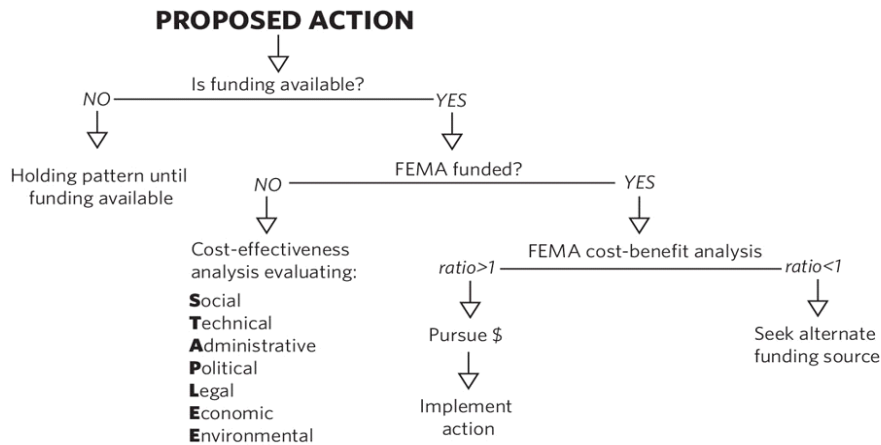 PROPOSED ACTION
Is funding available?
NO
YES
Holding pattern until
funding available
FEMA funded?
NO
YES
Cost-effectiveness
analysis evaluating:
Social
Technical
Administrative
Political
Legal
Economic
Environmental
FEMA cost-benefit analysis
ratio>1
ratio<1
Pursue $
Implement
action
Seek alternate
funding source